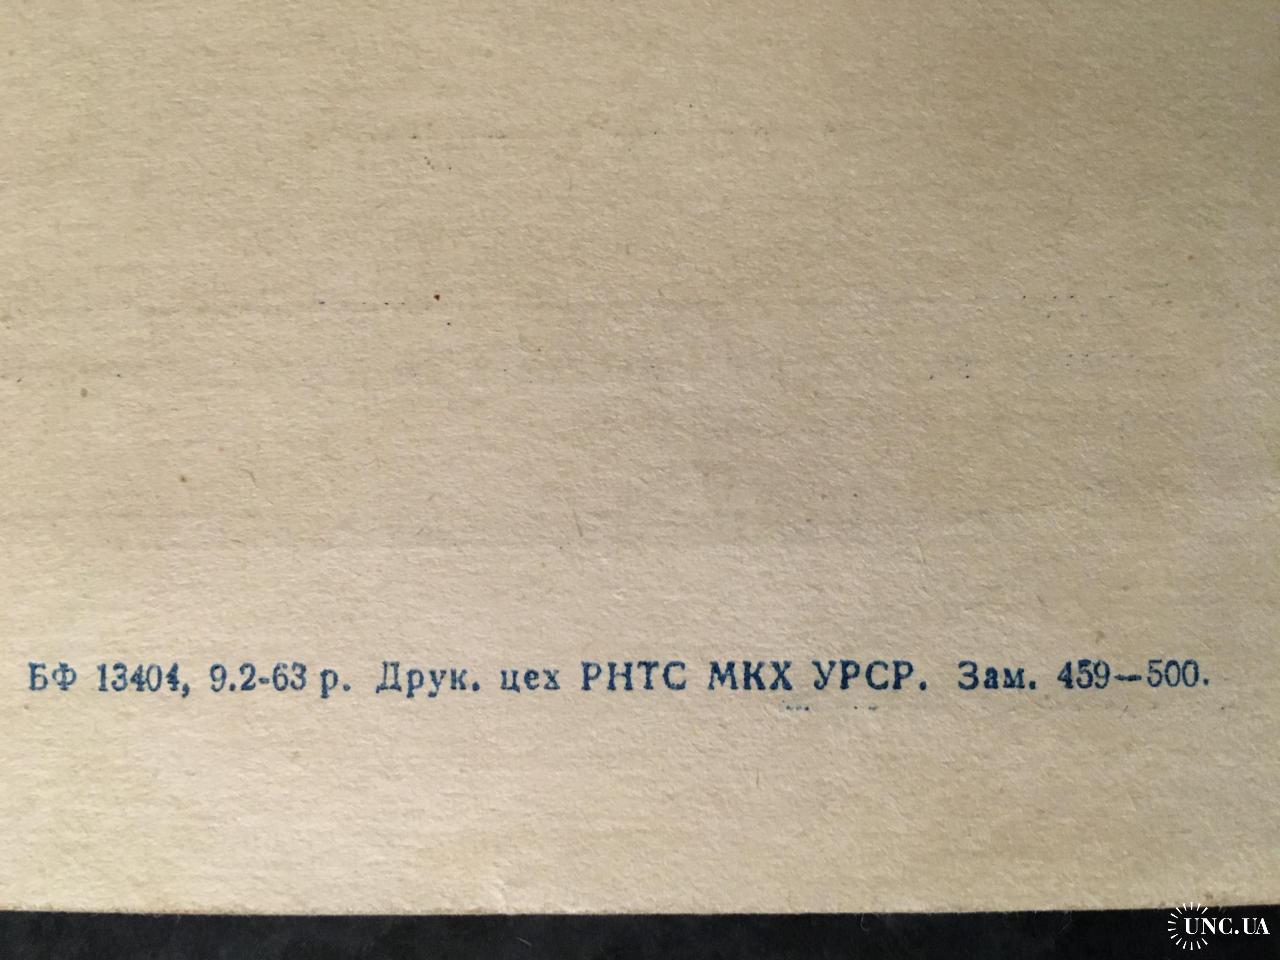 БФ 13404, 9.2-63 р. Друк. цех РНТС МКХ УРСР. Зам. 459—500.
UNC.UA